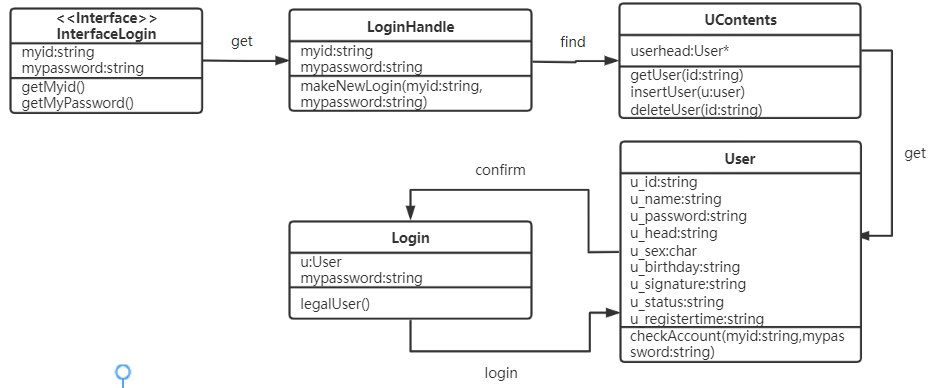 <<Interface>>
InterfaceLogin
myid:string
mypassword:string
getMyid()
getMyPassword()
get
LoginHandle
myid:string
mypassword:string
makeNewLogin(myid:string,
mypassword:string)
find
UContents
userhead:User*
getUser(id:string)
insertUser(u:user)
deleteUser(id:string)
get
User
u_id:string
u_name:string
u_password:string
u_head:string
u_sex:char
u_birthday:string
u_signature:string
u_status:string
u_registertime:string
checkAccount(myid:string,mypas
sword:string)
confirm
Login
u:User
mypassword:string
legalUser()
login